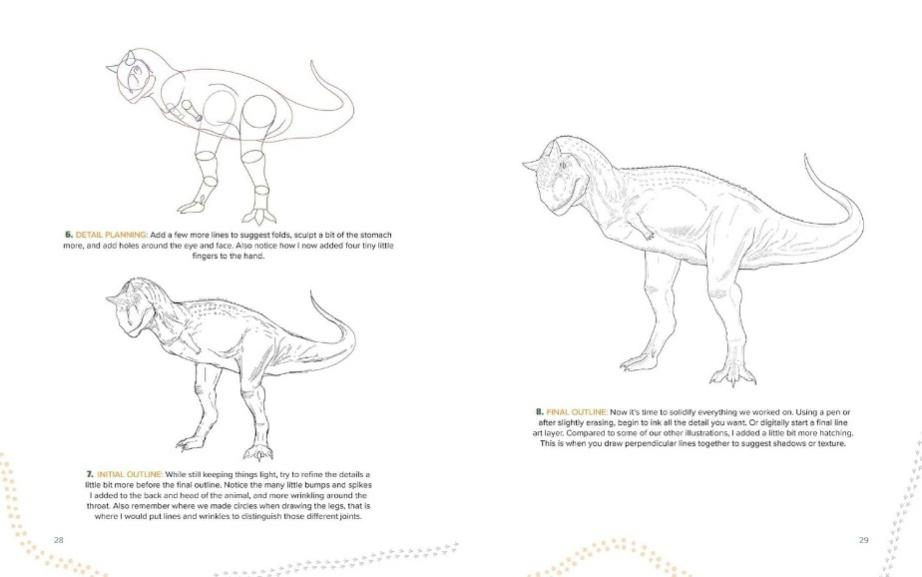 6. DETAIL PLANNING: Add a few more lines to suggest folds, sculpt a bit of the stomach
more, and add holes around the eye and face. Also notice how I now added four tiny little
fingers to the hand.
7. INITIAL OUTLINE: While still keeping things light, try to refine the details a
little bit more before the final outline. Notice the many little bumps and spikes
I added to the back and head of the animal, and more wrinkling around the
throat. Also remember where we made circles when drawing the legs, that is
where I would put lines and wrinkles to distinguish those different joints.
28
8. FINAL OUTLINE: Now it's time to solidify everything we worked on. Using a pen or
after slightly erasing, begin to ink all the detail you want. Or digitally start a final line
art layer. Compared to some of our other illustrations, I added a little bit more hatching.
This is when you draw perpendicular lines together to suggest shadows or texture.
29